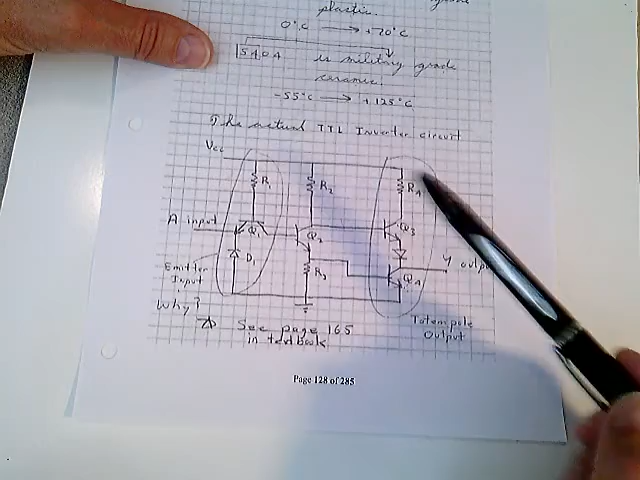 grade
plastic.
0°C → +70°C
5404 is military grade
ceramic.
-55°C → +125°C
The actual TTL Inverter circuit
Vcc
R1
R2
R4
A input
Q1
Q2
Q3
D1
R3
Q4
Y output
Emitter
Input
Why?
See page 165
in textbook
Totem pole
Output
Page 128 of 285